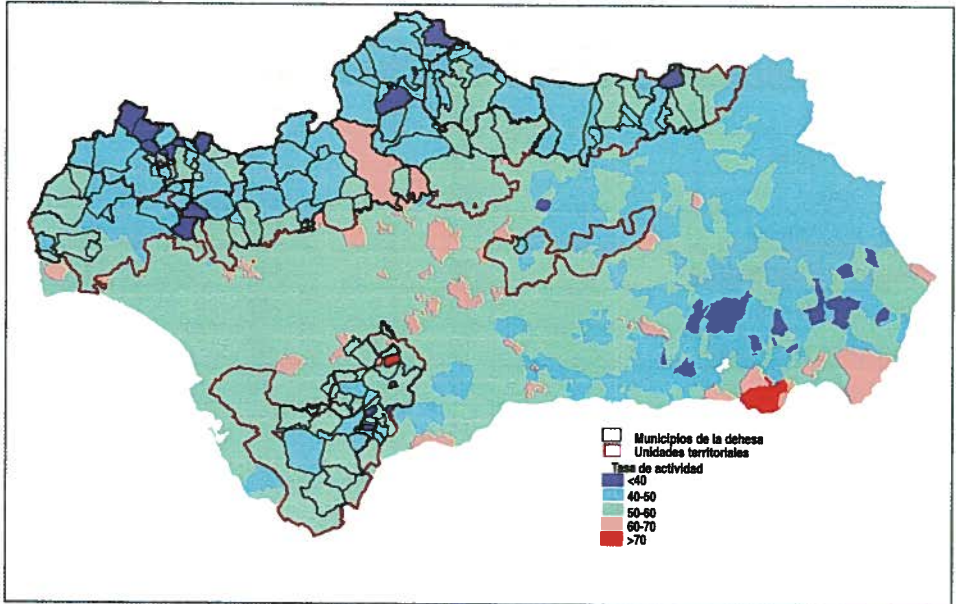 Municipios de la dehesa
Unidades territoriales
Tasa de actividad
<40
40-50
50-60
60-70
>70